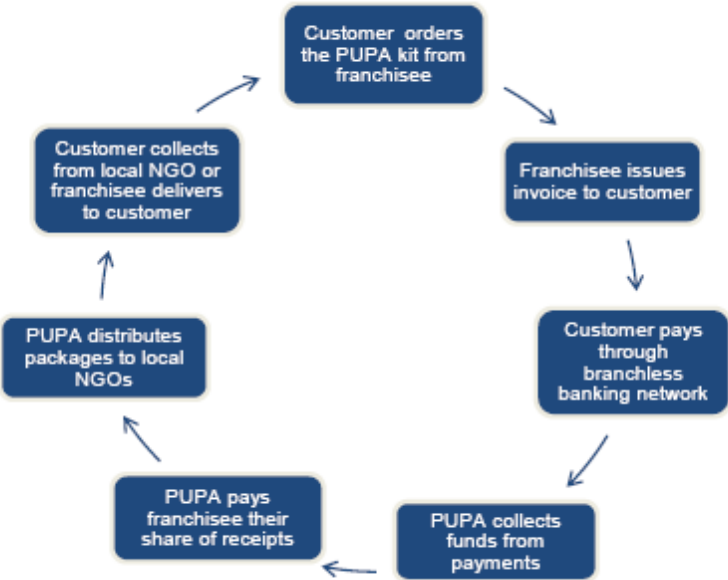 Customer orders
the PUPA kit from
franchisee
Franchisee issues
invoice to customer
Customer pays
through
branchless
banking network
PUPA collects
funds from
payments
PUPA pays
franchisee their
share of receipts
PUPA distributes
packages to local
NGOs
Customer collects
from local NGO or
franchisee delivers
to customer